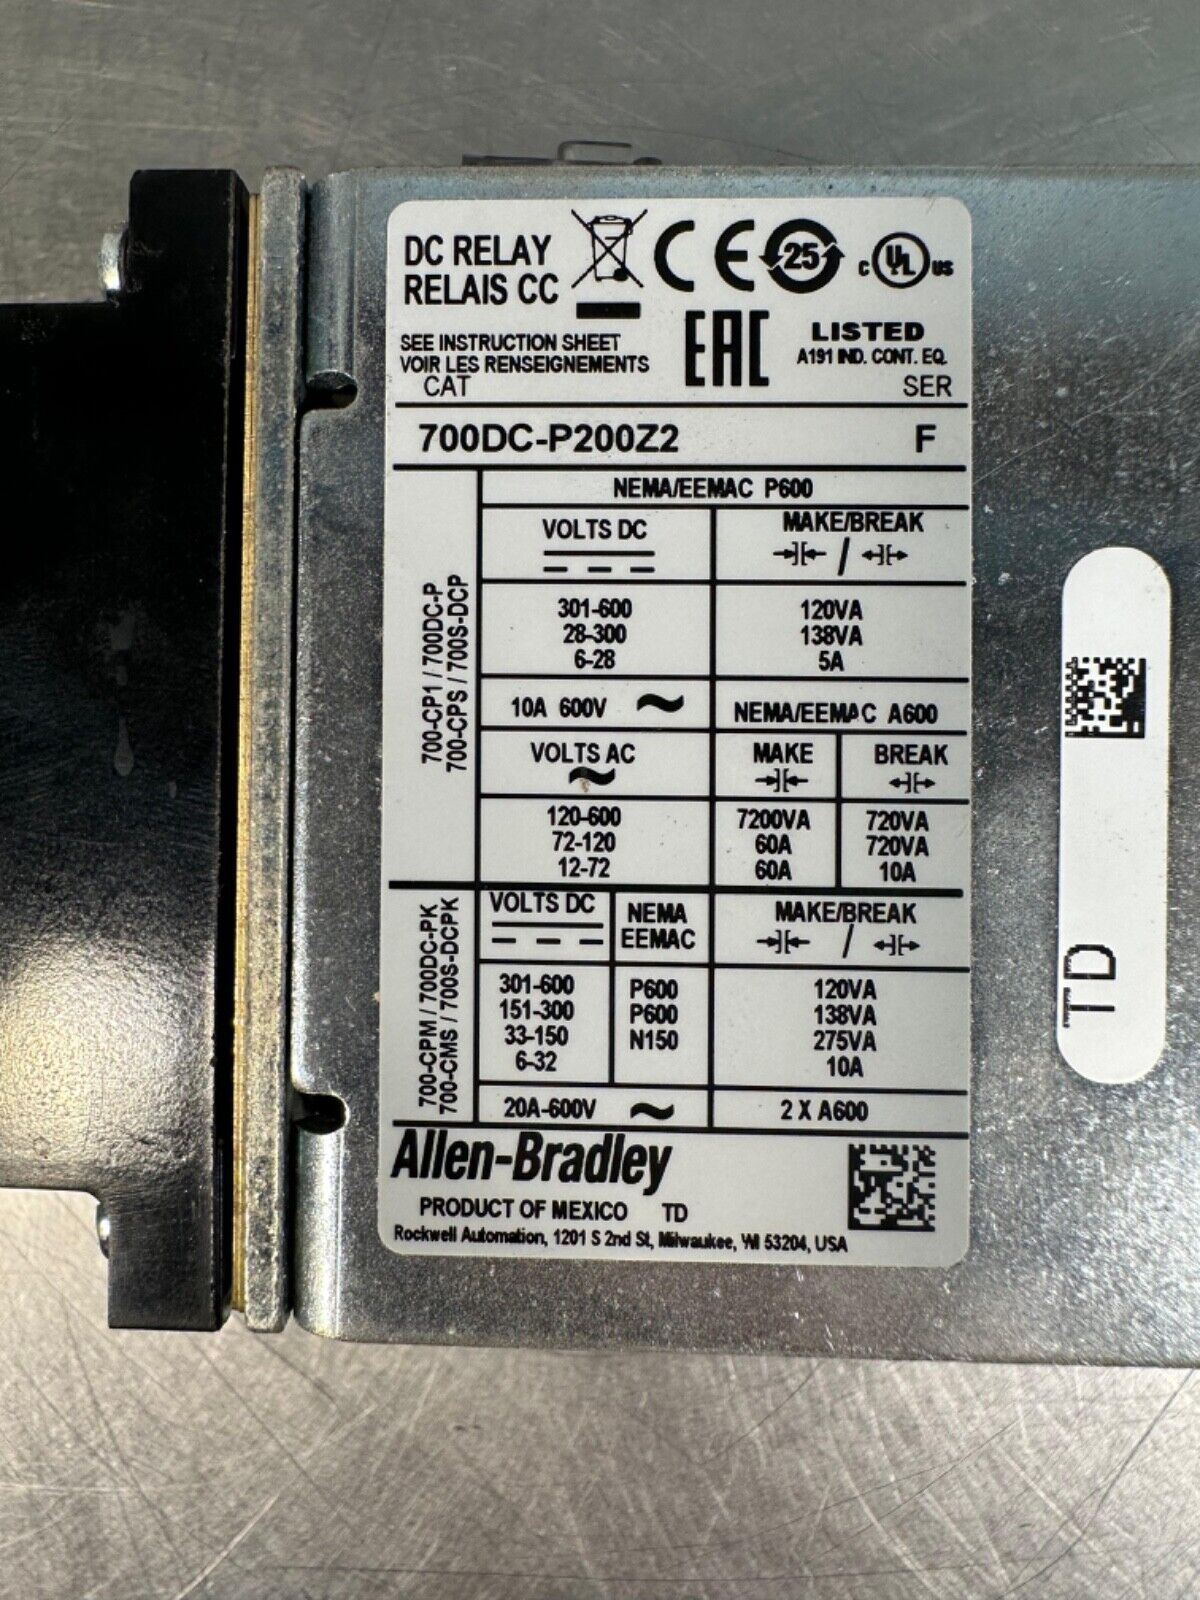 DC RELAY
RELAIS CC
CE
25
C UL US
SEE INSTRUCTION SHEET
VOIR LES RENSEIGNEMENTS
EAC
LISTED
A191 IND. CONT. EQ.
CAT SER
700DC-P200Z2 F
700-CP1 / 700DC-P
700-CPS / 700S-DCP
NEMA/EEMAC P600
VOLTS DC MAKE/BREAK
/
301-600 120VA
28-300 138VA
6-28 5A
10A 600V ~ NEMA/EEMAC A600
VOLTS AC MAKE BREAK
~
120-600 7200VA 720VA
72-120 60A 720VA
12-72 60A 10A
700-CPM / 700DC-PK
700-CMS / 700S-DCPK
VOLTS DC NEMA MAKE/BREAK
EEMAC /
301-600 P600 120VA
151-300 P600 138VA
33-150 N150 275VA
6-32 10A
20A-600V ~ 2 X A600
Allen-Bradley
PRODUCT OF MEXICO TD
Rockwell Automation, 1201 S 2nd St, Milwaukee, WI 53204, USA
TD